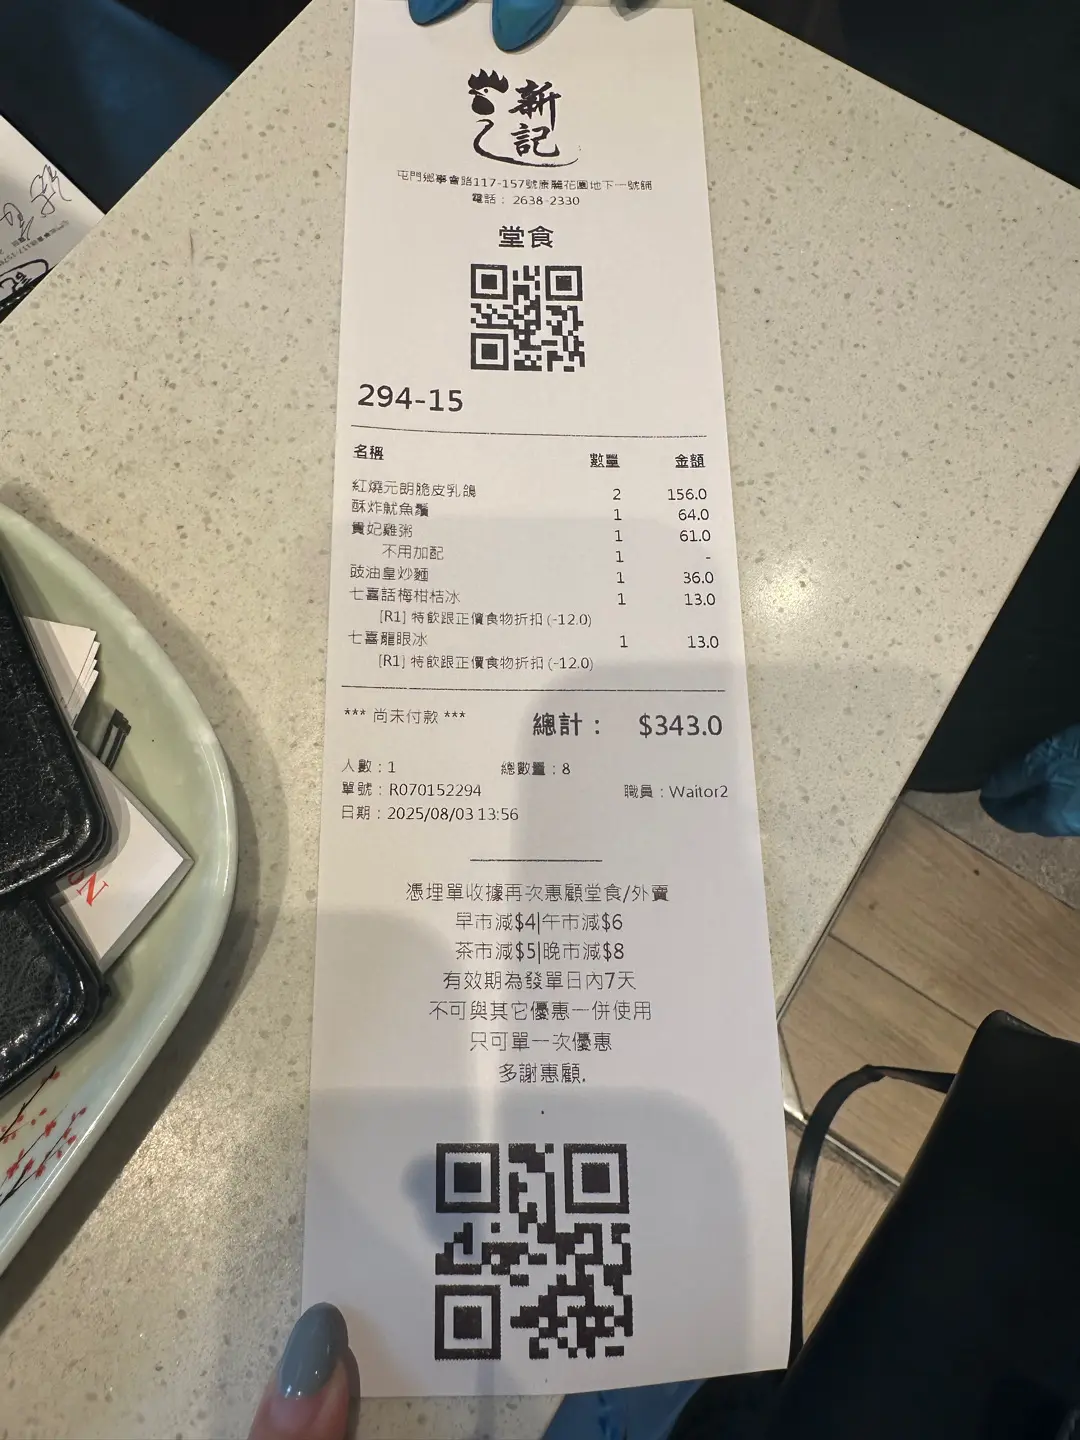 新
記
屯門鄉事會路117-157號康麗花園地下一號舖
電話： 2638-2330
堂食
294-15
名稱 數量 金額
紅燒元朗脆皮乳鴿 2 156.0
酥炸魷魚鬚 1 64.0
貴妃雞粥 1 61.0
不用加配 1 -
豉油皇炒麵 1 36.0
七喜話梅柑桔冰 1 13.0
[R1] 特飲跟正價食物折扣 (-12.0)
七喜龍眼冰 1 13.0
[R1] 特飲跟正價食物折扣 (-12.0)
*** 尚未付款 *** 總計： $343.0
人數：1 總數量：8
單號：R070152294 職員：Waitor2
日期：2025/08/03 13:56
憑埋單收據再次惠顧堂食/外賣
早市減$4|午市減$6
茶市減$5|晚市減$8
有效期為發單日內7天
不可與其它優惠一併使用
只可單一次優惠
多謝惠顧.
No